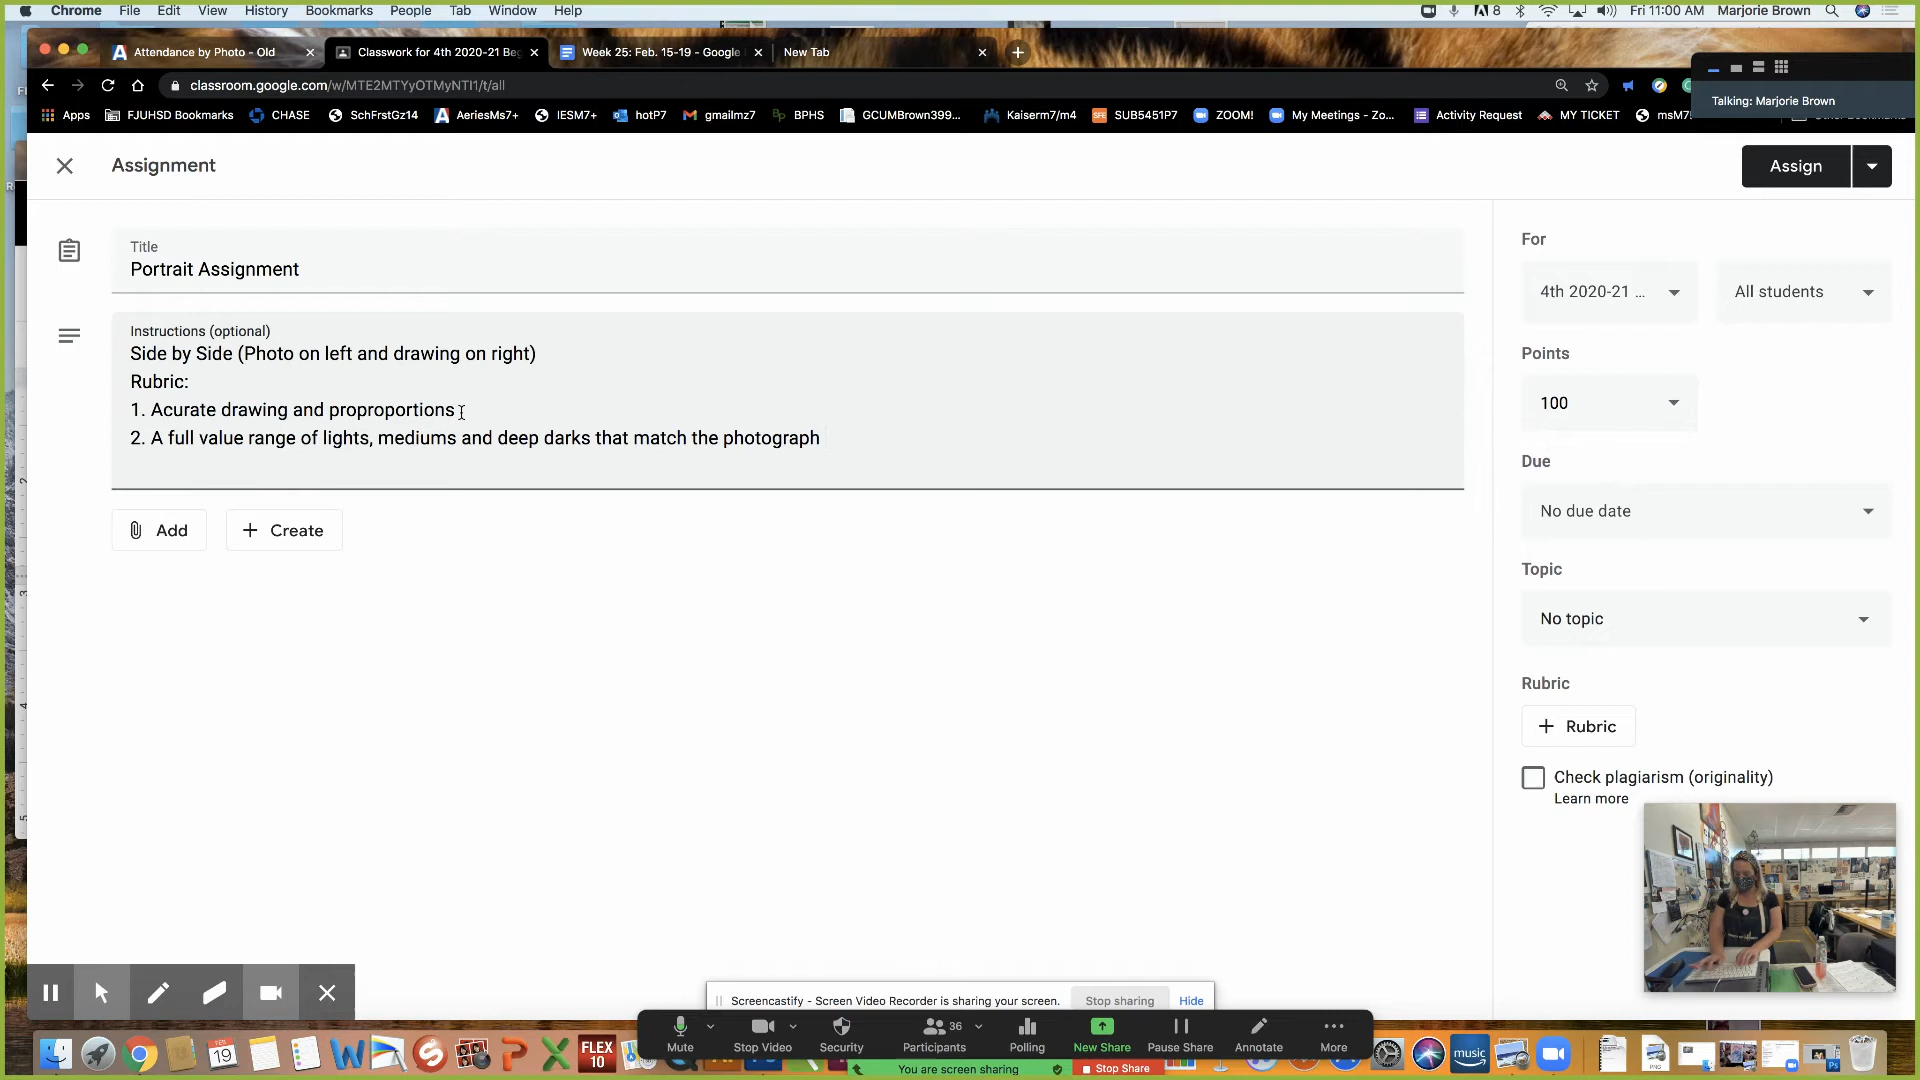 Chrome File Edit View History Bookmarks People Tab Window Help
8 Fri 11:00 AM Marjorie Brown
Attendance by Photo - Old
Classwork for 4th 2020-21 Beg
Week 25: Feb. 15-19 - Google
New Tab
classroom.google.com/w/MTE2MTYyOTMyNTI1/t/all
Talking: Marjorie Brown
Apps FJUHSD Bookmarks CHASE SchFrstGz14 AeriesMs7+ IESM7+ hotP7 gmailmz7 BPHS GCUMBrown399... Kaiserm7/m4 SUB5451P7 ZOOM! My Meetings - Zo... Activity Request MY TICKET
Assignment
Assign
Title
Portrait Assignment
Instructions (optional)
Side by Side (Photo on left and drawing on right)
Rubric:
1. Acurate drawing and proproportions
2. A full value range of lights, mediums and deep darks that match the photograph
Add
Create
For
4th 2020-21 ...
All students
Points
100
Due
No due date
Topic
No topic
Rubric
Rubric
Check plagiarism (originality)
Learn more
Screencastify - Screen Video Recorder is sharing your screen.
Stop sharing
Hide
Mute
Stop Video
Security
36
Participants
Polling
New Share
Pause Share
Annotate
More
You are screen sharing
Stop Share
19
FLEX
10
music